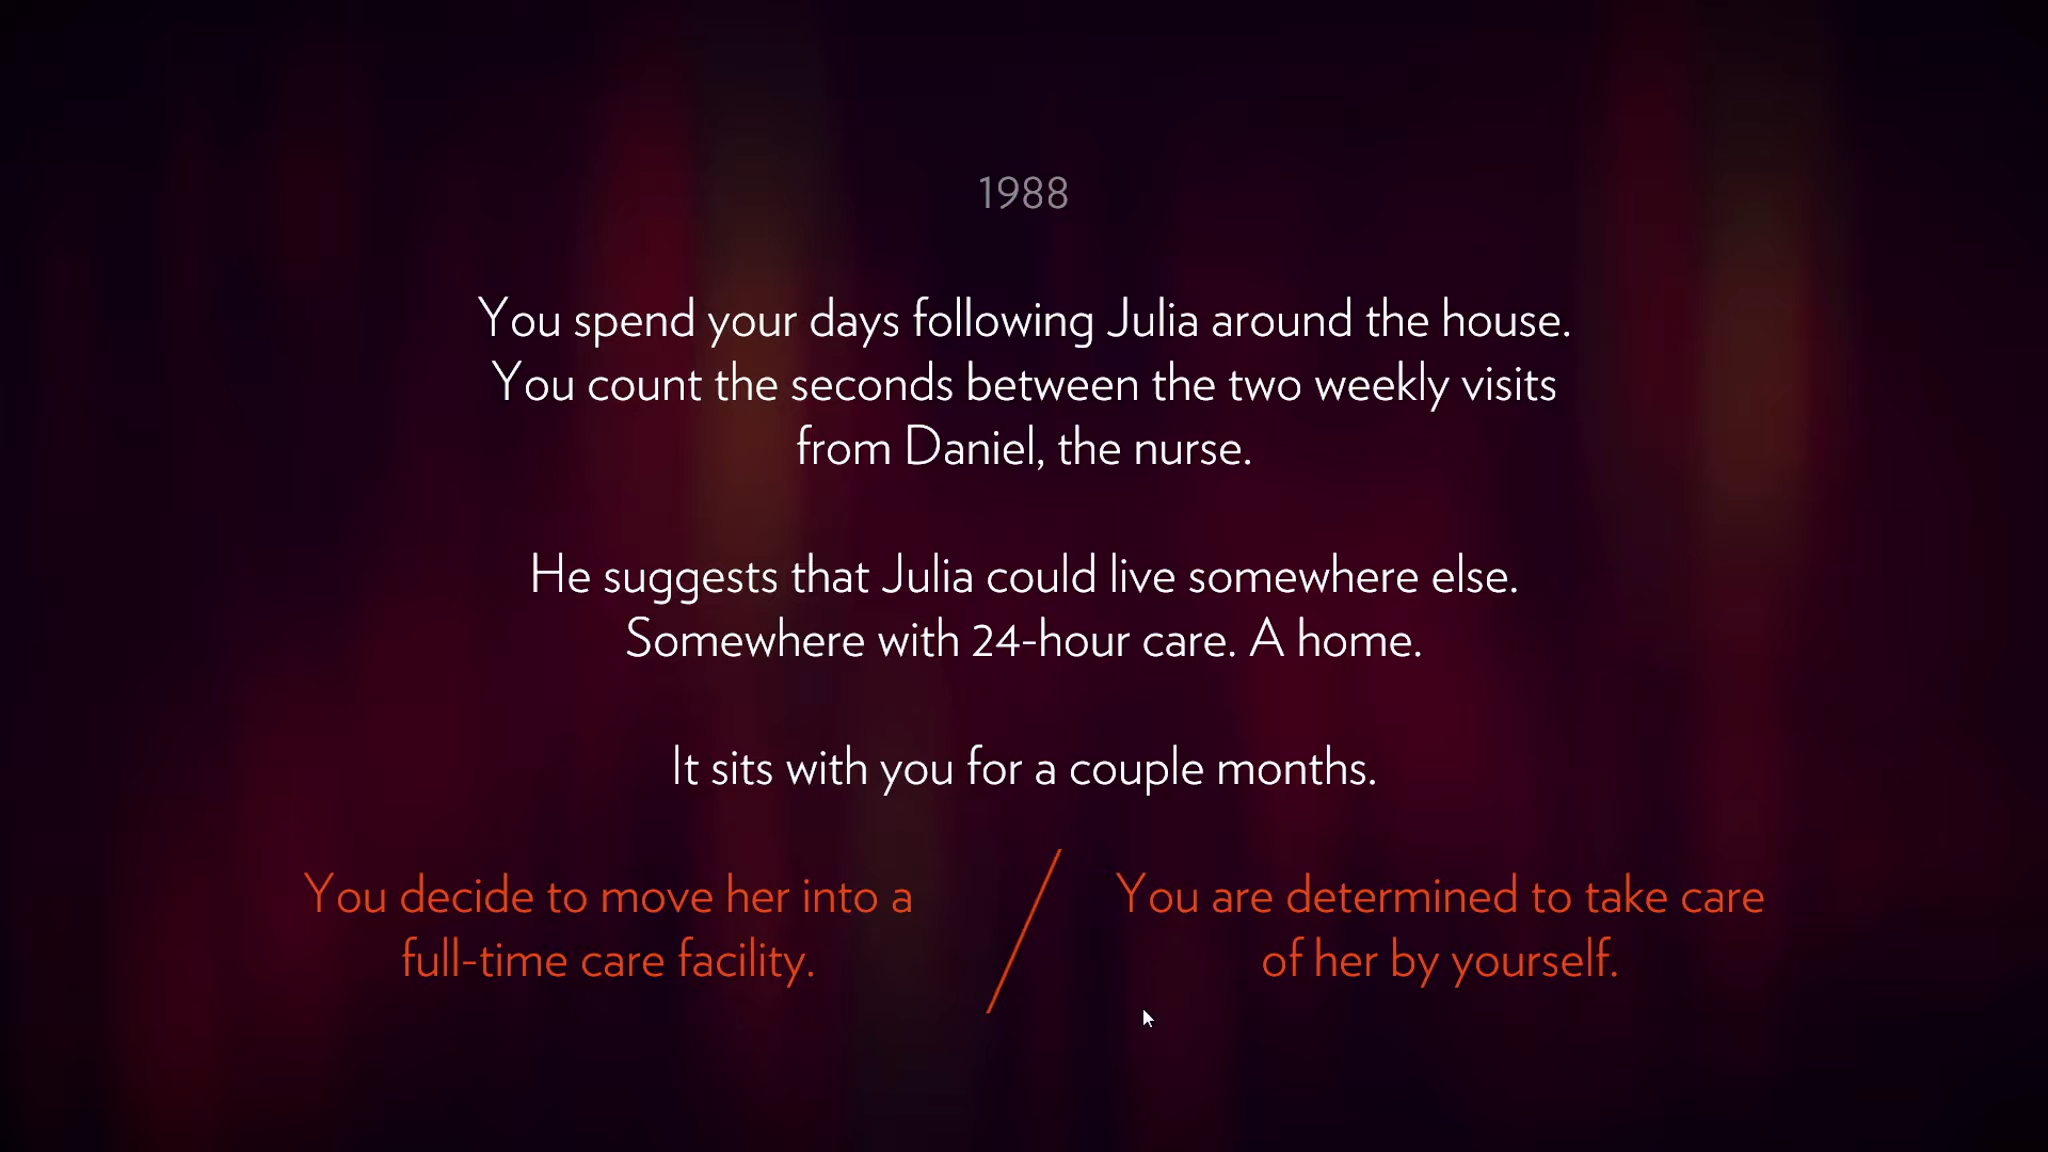 1988
You spend your days following Julia around the house.
You count the seconds between the two weekly visits
from Daniel, the nurse.
He suggests that Julia could live somewhere else.
Somewhere with 24-hour care. A home.
It sits with you for a couple months.
You decide to move her into a
full-time care facility.
You are determined to take care
of her by yourself.